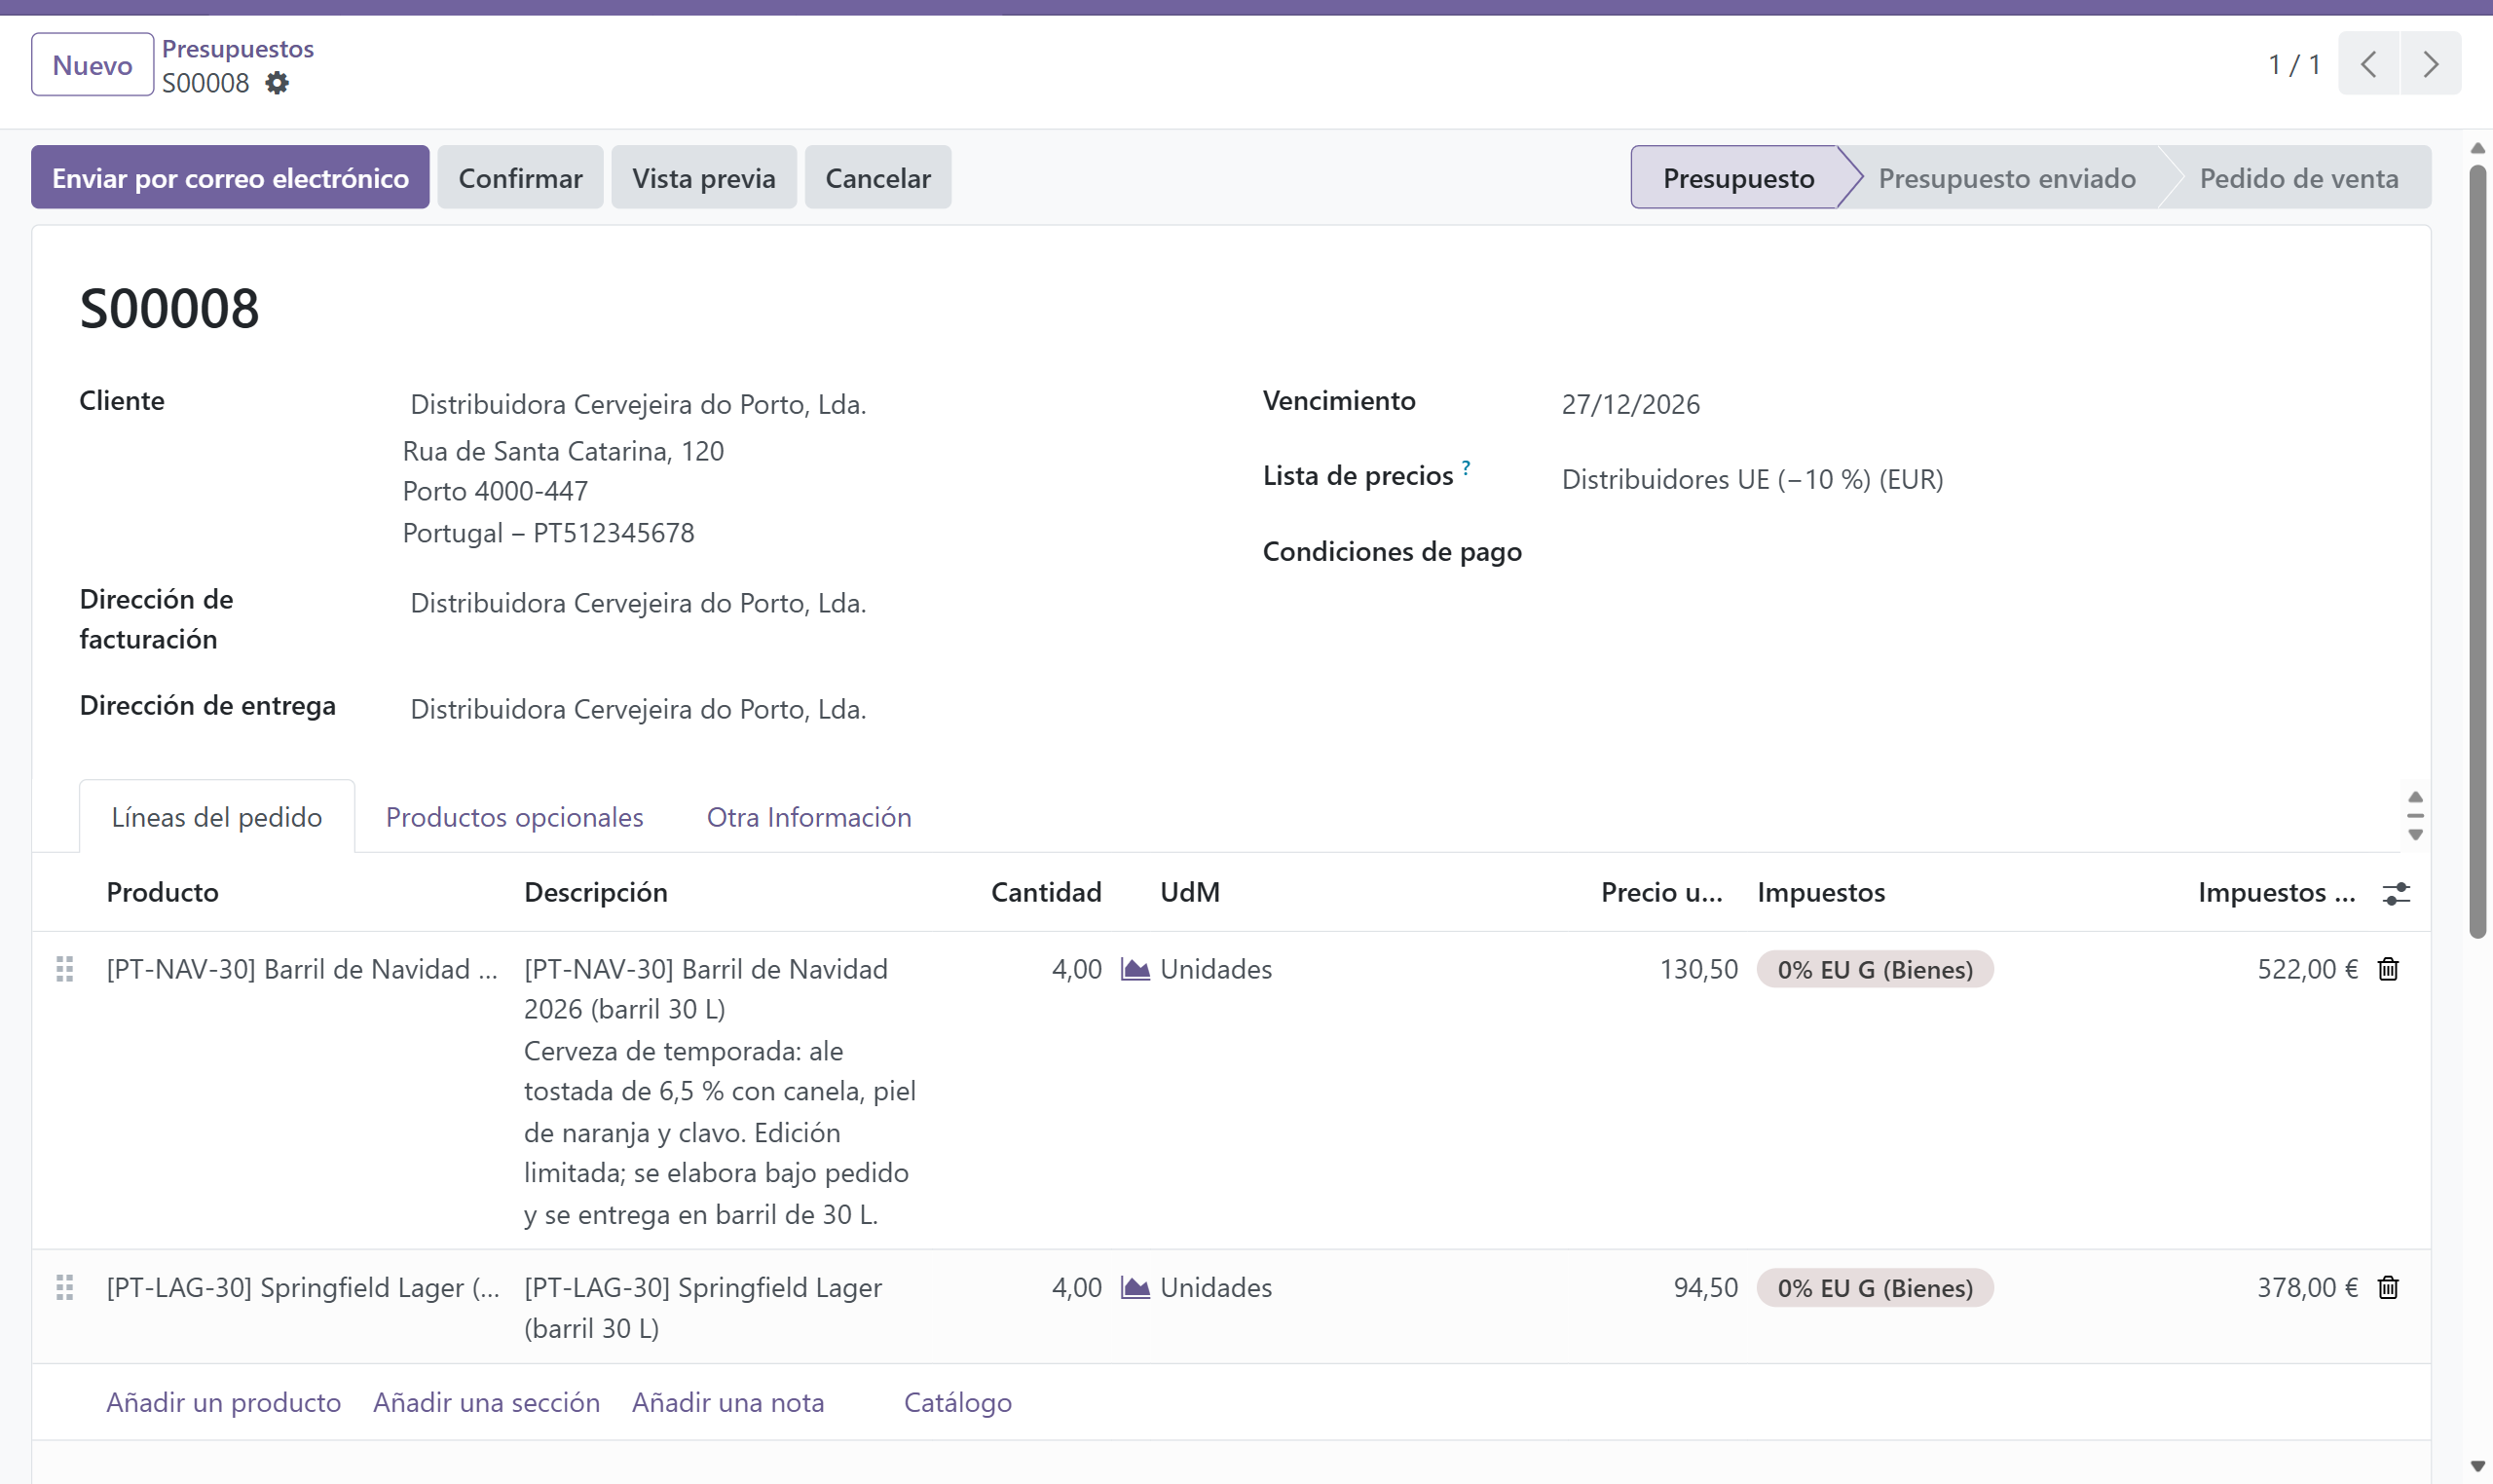 Nuevo
Presupuestos
S00008
1 / 1
Enviar por correo electrónico
Confirmar
Vista previa
Cancelar
Presupuesto
Presupuesto enviado
Pedido de venta
S00008
Cliente
Distribuidora Cervejeira do Porto, Lda.
Rua de Santa Catarina, 120
Porto 4000-447
Portugal – PT512345678
Dirección de
facturación
Distribuidora Cervejeira do Porto, Lda.
Dirección de entrega
Distribuidora Cervejeira do Porto, Lda.
Vencimiento
27/12/2026
Lista de precios ?
Distribuidores UE (−10 %) (EUR)
Condiciones de pago
Líneas del pedido
Productos opcionales
Otra Información
Producto
Descripción
Cantidad
UdM
Precio u...
Impuestos
Impuestos ...
[PT-NAV-30] Barril de Navidad ...
[PT-NAV-30] Barril de Navidad
2026 (barril 30 L)
Cerveza de temporada: ale
tostada de 6,5 % con canela, piel
de naranja y clavo. Edición
limitada; se elabora bajo pedido
y se entrega en barril de 30 L.
4,00
Unidades
130,50
0% EU G (Bienes)
522,00 €
[PT-LAG-30] Springfield Lager (...
[PT-LAG-30] Springfield Lager
(barril 30 L)
4,00
Unidades
94,50
0% EU G (Bienes)
378,00 €
Añadir un producto
Añadir una sección
Añadir una nota
Catálogo